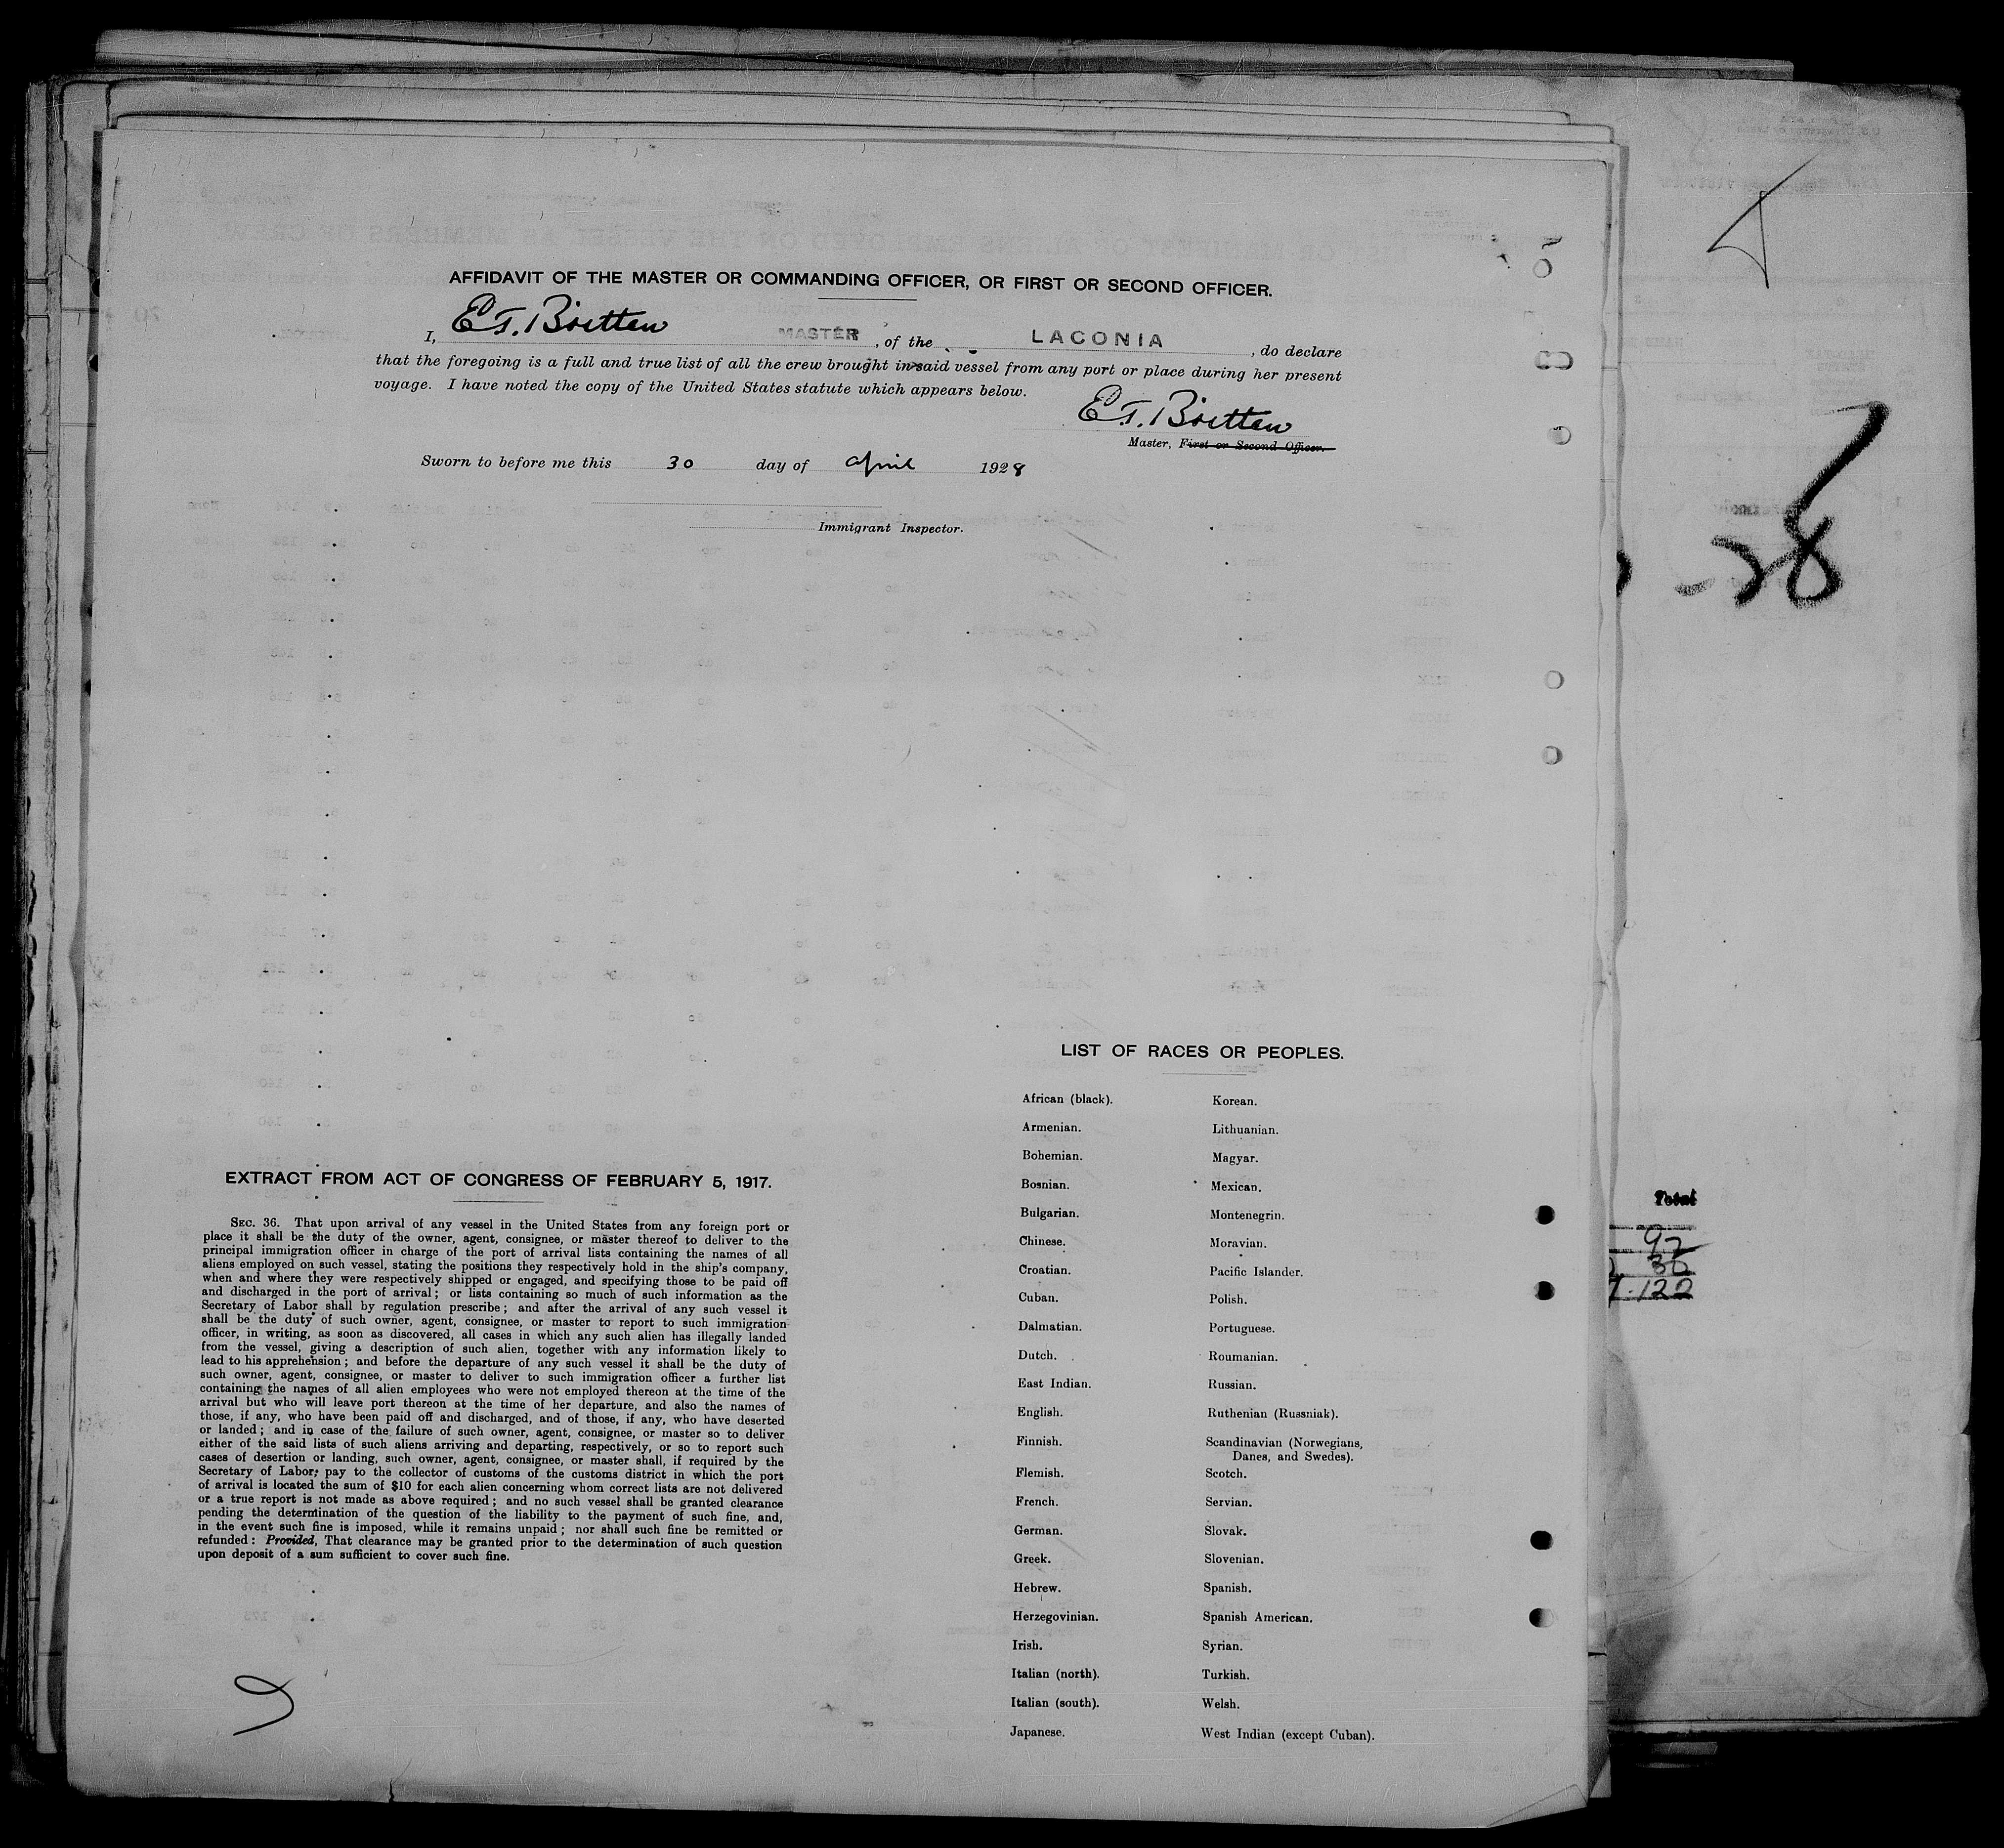 AFFIDAVIT OF THE MASTER OR COMMANDING OFFICER, OR FIRST OR SECOND OFFICER.
I, E.T. Britten MASTER, of the LACONIA, do declare
that the foregoing is a full and true list of all the crew brought in said vessel from any port or place during her present
voyage. I have noted the copy of the United States statute which appears below.
E.T. Britten
Master, First or Second Officer.
Sworn to before me this 30 day of April 1928
Immigrant Inspector.
EXTRACT FROM ACT OF CONGRESS OF FEBRUARY 5, 1917.
SEC. 36. That upon arrival of any vessel in the United States from any foreign port or
place it shall be the duty of the owner, agent, consignee, or master thereof to deliver to the
principal immigration officer in charge of the port of arrival lists containing the names of all
aliens employed on such vessel, stating the positions they respectively hold in the ship's company,
when and where they were respectively shipped or engaged, and specifying those to be paid off
and discharged in the port of arrival; or lists containing so much of such information as the
Secretary of Labor shall by regulation prescribe; and after the arrival of any such vessel it
shall be the duty of such owner, agent, consignee, or master to report to such immigration
officer, in writing, as soon as discovered, all cases in which any such alien has illegally landed
from the vessel, giving a description of such alien, together with any information likely to
lead to his apprehension; and before the departure of any such vessel it shall be the duty of
such owner, agent, consignee, or master to deliver to such immigration officer a further list
containing the names of all alien employees who were not employed thereon at the time of the
arrival but who will leave port thereon at the time of her departure, and also the names of
those, if any, who have been paid off and discharged, and of those, if any, who have deserted
or landed; and in case of the failure of such owner, agent, consignee, or master so to deliver
either of the said lists of such aliens arriving and departing, respectively, or so to report such
cases of desertion or landing, such owner, agent, consignee, or master shall, if required by the
Secretary of Labor, pay to the collector of customs of the customs district in which the port
of arrival is located the sum of $10 for each alien concerning whom correct lists are not delivered
or a true report is not made as above required; and no such vessel shall be granted clearance
pending the determination of the question of the liability to the payment of such fine, and,
in the event such fine is imposed, while it remains unpaid; nor shall such fine be remitted or
refunded: Provided, That clearance may be granted prior to the determination of such question
upon deposit of a sum sufficient to cover such fine.
LIST OF RACES OR PEOPLES.
African (black). Korean.
Armenian. Lithuanian.
Bohemian. Magyar.
Bosnian. Mexican.
Bulgarian. Montenegrin.
Chinese. Moravian.
Croatian. Pacific Islander.
Cuban. Polish.
Dalmatian. Portuguese.
Dutch. Roumanian.
East Indian. Russian.
English. Ruthenian (Russniak).
Finnish. Scandinavian (Norwegians,
Danes, and Swedes).
Flemish. Scotch.
French. Servian.
German. Slovak.
Greek. Slovenian.
Hebrew. Spanish.
Herzegovinian. Spanish American.
Irish. Syrian.
Italian (north). Turkish.
Italian (south). Welsh.
Japanese. West Indian (except Cuban).
-28
Total
92
30
122